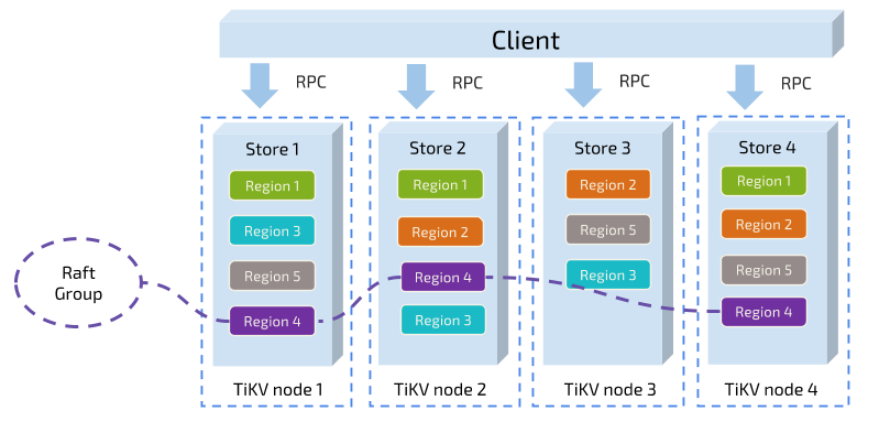 Client
RPC
RPC
RPC
RPC
Store 1
Region 1
Region 3
Region 5
Region 4
TiKV node 1
Store 2
Region 1
Region 2
Region 4
Region 3
TiKV node 2
Store 3
Region 2
Region 5
Region 3
TiKV node 3
Store 4
Region 1
Region 2
Region 5
Region 4
TiKV node 4
Raft
Group